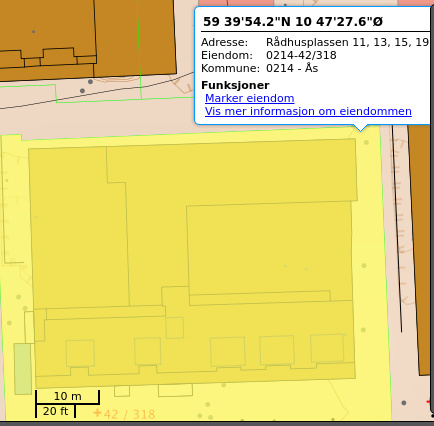 59 39'54.2"N 10 47'27.6"Ø
Adresse: Rådhusplassen 11, 13, 15, 19
Eiendom: 0214-42/318
Kommune: 0214 - Ås
Funksjoner
Marker eiendom
Vis mer informasjon om eiendommen
10 m
20 ft
42 / 318